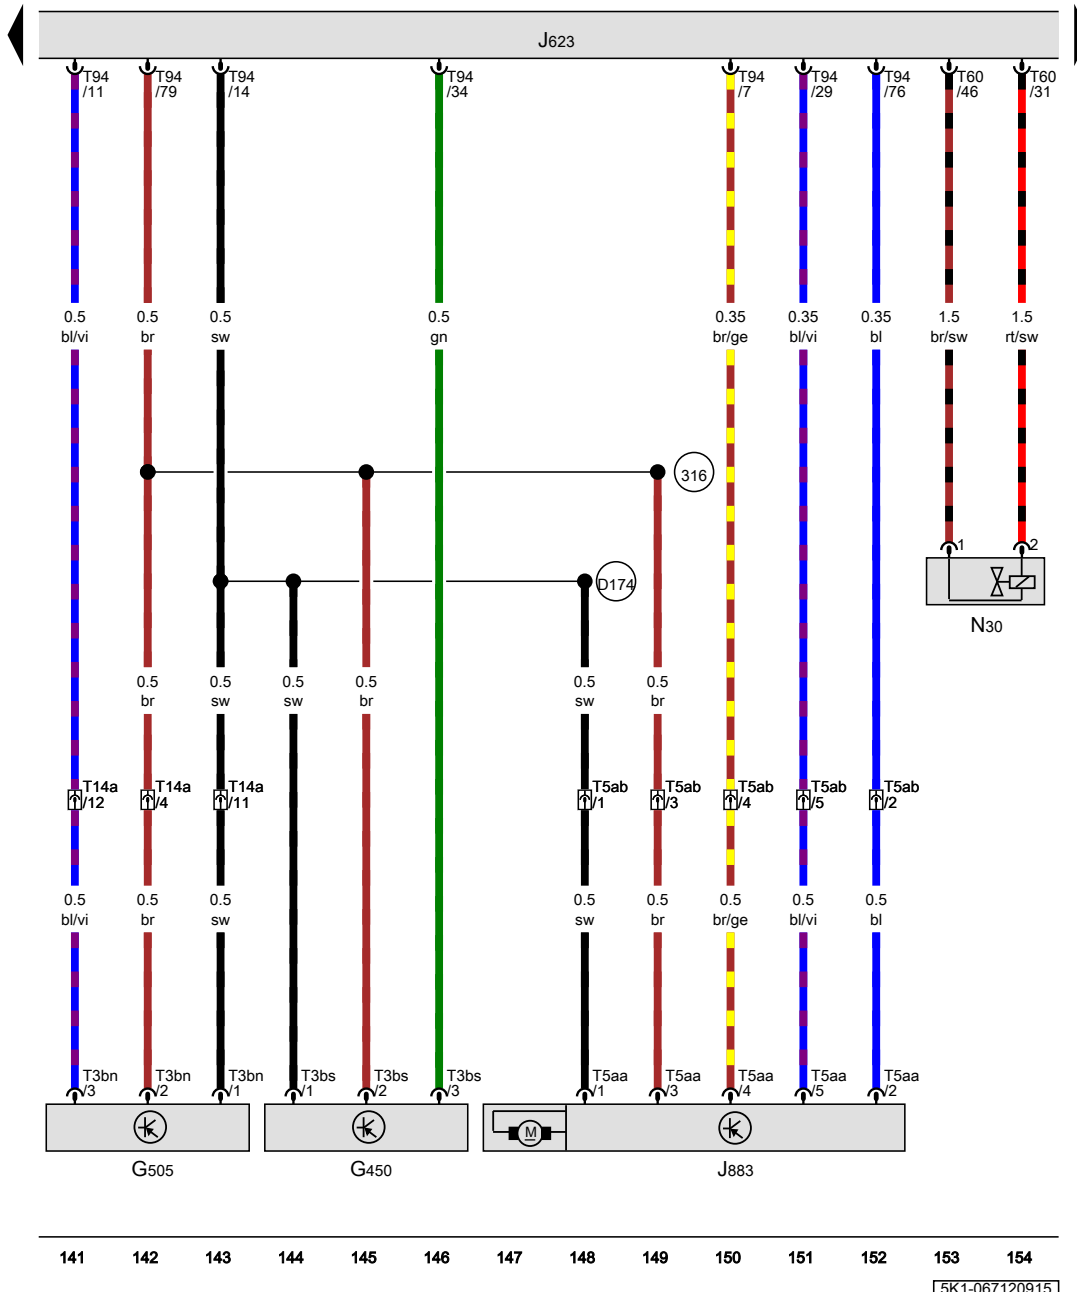 J623
T94 T94 T94 T94 T94 T94 T94 T60 T60
/11 /79 /14 /34 /7 /29 /76 /46 /31
0.5 0.5 0.5 0.5 0.35 0.35 0.35 1.5 1.5
bl/vi br sw gn br/ge bl/vi bl br/sw rt/sw
316
1 2
D174
N30
0.5 0.5 0.5 0.5 0.5 0.5
br sw sw br sw br
T14a T14a T14a T5ab T5ab T5ab T5ab T5ab
/12 /4 /11 /1 /3 /4 /5 /2
0.5 0.5 0.5 0.5 0.5 0.5 0.5 0.5
bl/vi br sw sw br br/ge bl/vi bl
T3bn T3bn T3bn T3bs T3bs T3bs T5aa T5aa T5aa T5aa T5aa
/3 /2 /1 /1 /2 /3 /1 /3 /4 /5 /2
M
G505 G450 J883
141 142 143 144 145 146 147 148 149 150 151 152 153 154
5K1-067120915